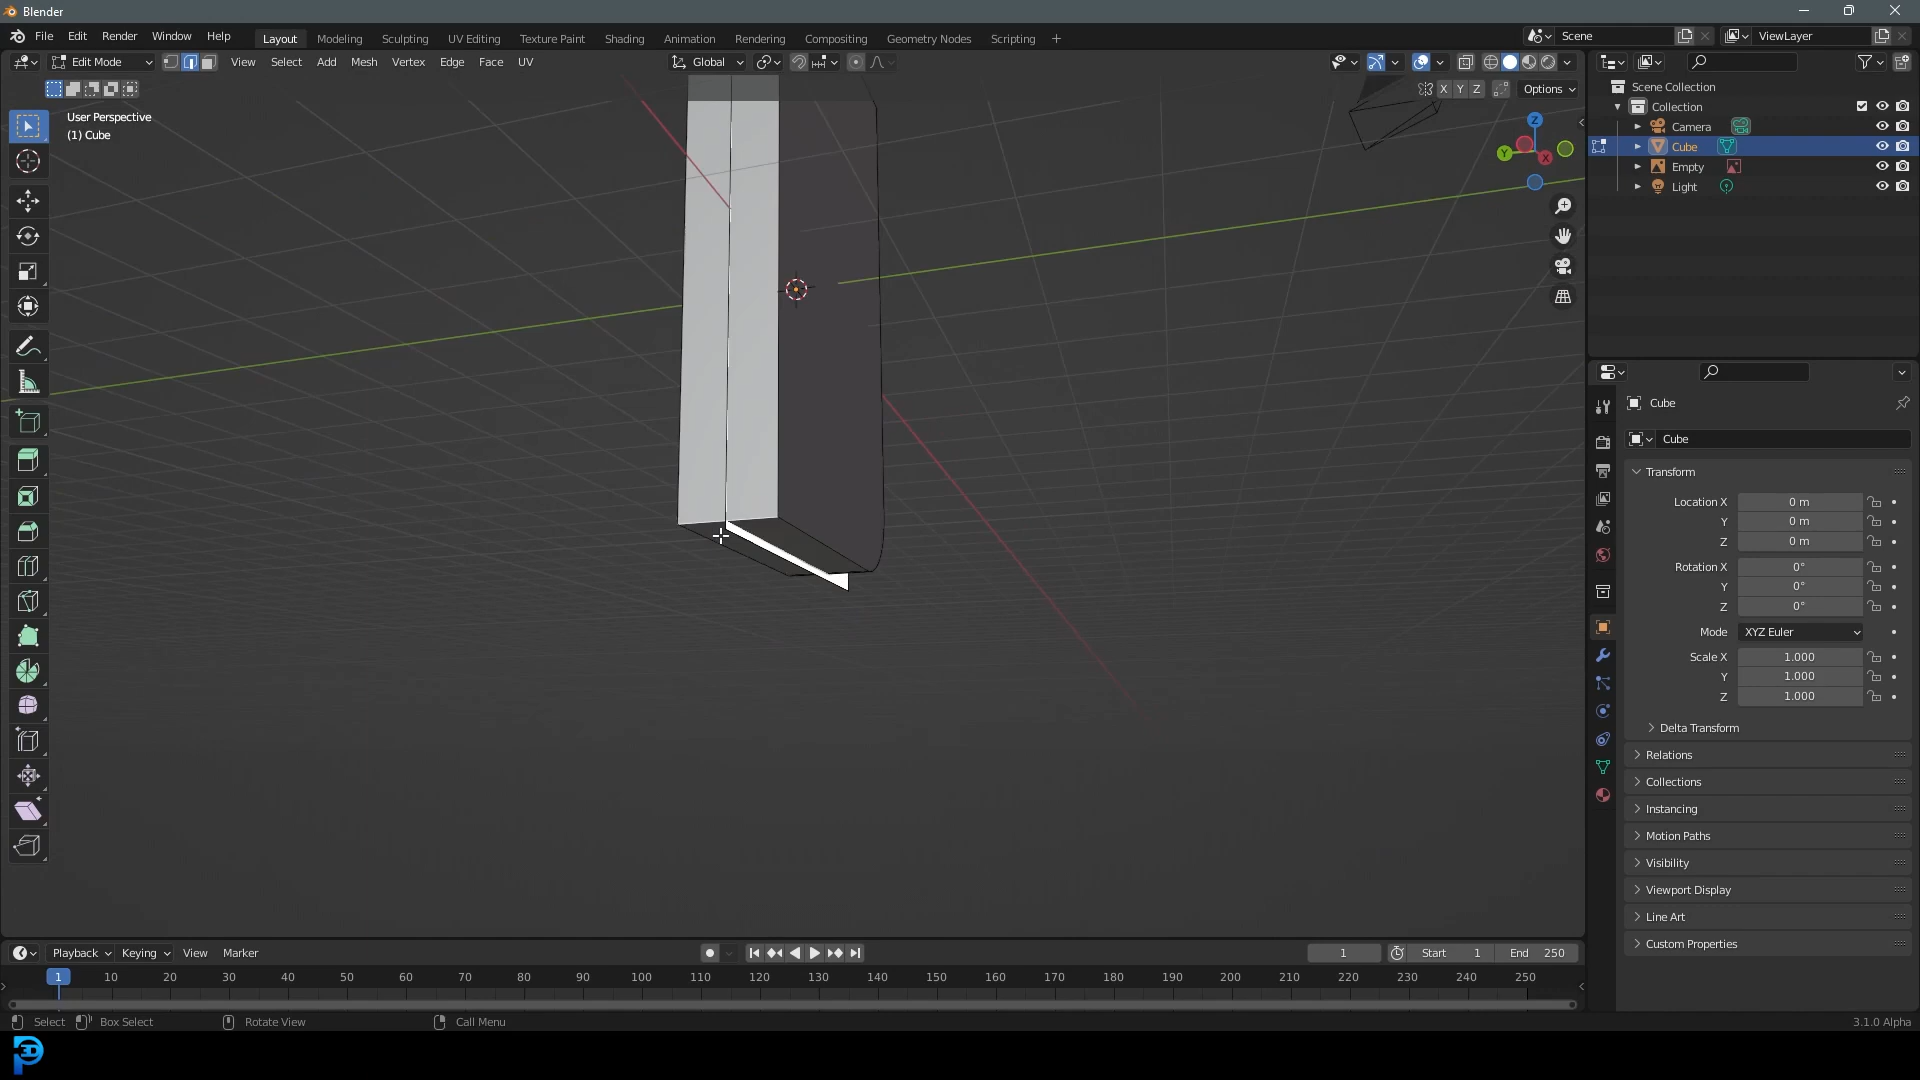 Blender
File Edit Render Window Help Layout Modeling Sculpting UV Editing Texture Paint Shading Animation Rendering Compositing Geometry Nodes Scripting + Scene ViewLayer
Edit Mode View Select Add Mesh Vertex Edge Face UV Global
X Y Z Options
User Perspective
(1) Cube
Z
Y
X
Scene Collection
Collection
Camera
Cube
Empty
Light
Cube
Cube
Transform
Location X 0 m
Y 0 m
Z 0 m
Rotation X 0°
Y 0°
Z 0°
Mode XYZ Euler
Scale X 1.000
Y 1.000
Z 1.000
Delta Transform
Relations
Collections
Instancing
Motion Paths
Visibility
Viewport Display
Line Art
Custom Properties
Playback Keying View Marker 1 Start 1 End 250
1 10 20 30 40 50 60 70 80 90 100 110 120 130 140 150 160 170 180 190 200 210 220 230 240 250
Select Box Select Rotate View Call Menu 3.1.0 Alpha